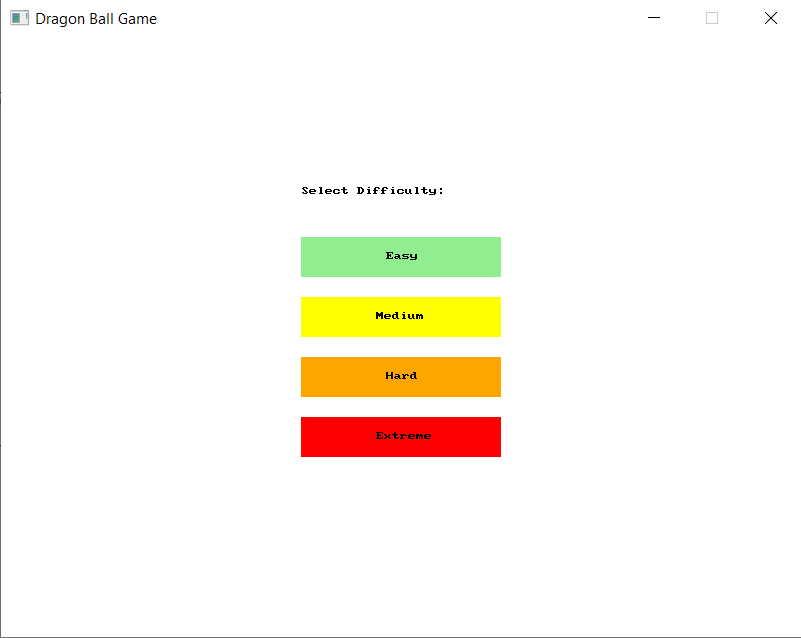 Dragon Ball Game
Select Difficulty:
Easy
Medium
Hard
Extreme